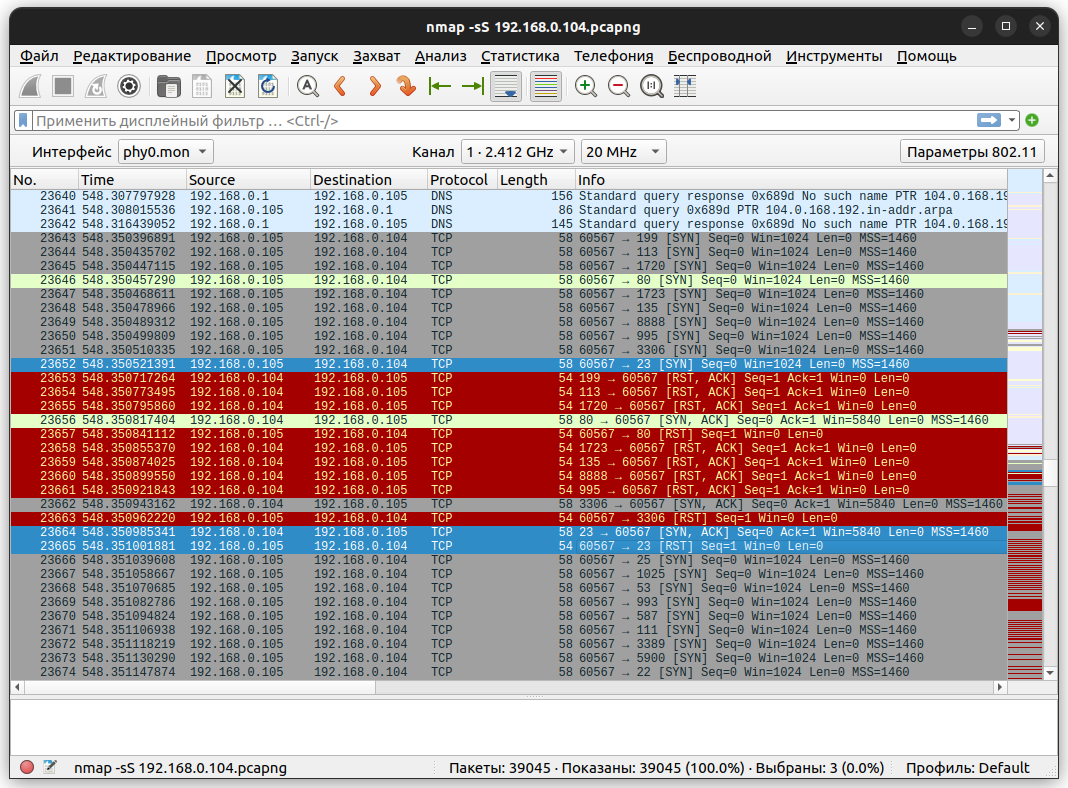 nmap -sS 192.168.0.104.pcapng
Файл Редактирование Просмотр Запуск Захват Анализ Статистика Телефония Беспроводной Инструменты Помощь
Применить дисплейный фильтр … <Ctrl-/>
Интерфейс phy0.mon Канал 1 · 2.412 GHz 20 MHz Параметры 802.11
No. Time Source Destination Protocol Length Info
23640 548.307797928 192.168.0.1 192.168.0.105 DNS 156 Standard query response 0x689d No such name PTR 104.0.168.19
23641 548.308015536 192.168.0.105 192.168.0.1 DNS 86 Standard query 0x689d PTR 104.0.168.192.in-addr.arpa
23642 548.316439052 192.168.0.1 192.168.0.105 DNS 145 Standard query response 0x689d No such name PTR 104.0.168.19
23643 548.350396891 192.168.0.105 192.168.0.104 TCP 58 60567 → 199 [SYN] Seq=0 Win=1024 Len=0 MSS=1460
23644 548.350435702 192.168.0.105 192.168.0.104 TCP 58 60567 → 113 [SYN] Seq=0 Win=1024 Len=0 MSS=1460
23645 548.350447115 192.168.0.105 192.168.0.104 TCP 58 60567 → 1720 [SYN] Seq=0 Win=1024 Len=0 MSS=1460
23646 548.350457290 192.168.0.105 192.168.0.104 TCP 58 60567 → 80 [SYN] Seq=0 Win=1024 Len=0 MSS=1460
23647 548.350468611 192.168.0.105 192.168.0.104 TCP 58 60567 → 1723 [SYN] Seq=0 Win=1024 Len=0 MSS=1460
23648 548.350478966 192.168.0.105 192.168.0.104 TCP 58 60567 → 135 [SYN] Seq=0 Win=1024 Len=0 MSS=1460
23649 548.350489312 192.168.0.105 192.168.0.104 TCP 58 60567 → 8888 [SYN] Seq=0 Win=1024 Len=0 MSS=1460
23650 548.350499809 192.168.0.105 192.168.0.104 TCP 58 60567 → 995 [SYN] Seq=0 Win=1024 Len=0 MSS=1460
23651 548.350510335 192.168.0.105 192.168.0.104 TCP 58 60567 → 3306 [SYN] Seq=0 Win=1024 Len=0 MSS=1460
23652 548.350521391 192.168.0.105 192.168.0.104 TCP 58 60567 → 23 [SYN] Seq=0 Win=1024 Len=0 MSS=1460
23653 548.350717264 192.168.0.104 192.168.0.105 TCP 54 199 → 60567 [RST, ACK] Seq=1 Ack=1 Win=0 Len=0
23654 548.350773495 192.168.0.104 192.168.0.105 TCP 54 113 → 60567 [RST, ACK] Seq=1 Ack=1 Win=0 Len=0
23655 548.350795860 192.168.0.104 192.168.0.105 TCP 54 1720 → 60567 [RST, ACK] Seq=1 Ack=1 Win=0 Len=0
23656 548.350817404 192.168.0.104 192.168.0.105 TCP 58 80 → 60567 [SYN, ACK] Seq=0 Ack=1 Win=5840 Len=0 MSS=1460
23657 548.350841112 192.168.0.105 192.168.0.104 TCP 54 60567 → 80 [RST] Seq=1 Win=0 Len=0
23658 548.350855370 192.168.0.104 192.168.0.105 TCP 54 1723 → 60567 [RST, ACK] Seq=1 Ack=1 Win=0 Len=0
23659 548.350874025 192.168.0.104 192.168.0.105 TCP 54 135 → 60567 [RST, ACK] Seq=1 Ack=1 Win=0 Len=0
23660 548.350899550 192.168.0.104 192.168.0.105 TCP 54 8888 → 60567 [RST, ACK] Seq=1 Ack=1 Win=0 Len=0
23661 548.350921843 192.168.0.104 192.168.0.105 TCP 54 995 → 60567 [RST, ACK] Seq=1 Ack=1 Win=0 Len=0
23662 548.350943162 192.168.0.104 192.168.0.105 TCP 58 3306 → 60567 [SYN, ACK] Seq=0 Ack=1 Win=5840 Len=0 MSS=1460
23663 548.350962220 192.168.0.105 192.168.0.104 TCP 54 60567 → 3306 [RST] Seq=1 Win=0 Len=0
23664 548.350985341 192.168.0.104 192.168.0.105 TCP 58 23 → 60567 [SYN, ACK] Seq=0 Ack=1 Win=5840 Len=0 MSS=1460
23665 548.351001881 192.168.0.105 192.168.0.104 TCP 54 60567 → 23 [RST] Seq=1 Win=0 Len=0
23666 548.351039608 192.168.0.105 192.168.0.104 TCP 58 60567 → 25 [SYN] Seq=0 Win=1024 Len=0 MSS=1460
23667 548.351058667 192.168.0.105 192.168.0.104 TCP 58 60567 → 1025 [SYN] Seq=0 Win=1024 Len=0 MSS=1460
23668 548.351070685 192.168.0.105 192.168.0.104 TCP 58 60567 → 53 [SYN] Seq=0 Win=1024 Len=0 MSS=1460
23669 548.351082786 192.168.0.105 192.168.0.104 TCP 58 60567 → 993 [SYN] Seq=0 Win=1024 Len=0 MSS=1460
23670 548.351094824 192.168.0.105 192.168.0.104 TCP 58 60567 → 587 [SYN] Seq=0 Win=1024 Len=0 MSS=1460
23671 548.351106938 192.168.0.105 192.168.0.104 TCP 58 60567 → 111 [SYN] Seq=0 Win=1024 Len=0 MSS=1460
23672 548.351118219 192.168.0.105 192.168.0.104 TCP 58 60567 → 3389 [SYN] Seq=0 Win=1024 Len=0 MSS=1460
23673 548.351130290 192.168.0.105 192.168.0.104 TCP 58 60567 → 5900 [SYN] Seq=0 Win=1024 Len=0 MSS=1460
23674 548.351147874 192.168.0.105 192.168.0.104 TCP 58 60567 → 22 [SYN] Seq=0 Win=1024 Len=0 MSS=1460
nmap -sS 192.168.0.104.pcapng Пакеты: 39045 · Показаны: 39045 (100.0%) · Выбраны: 3 (0.0%) Профиль: Default